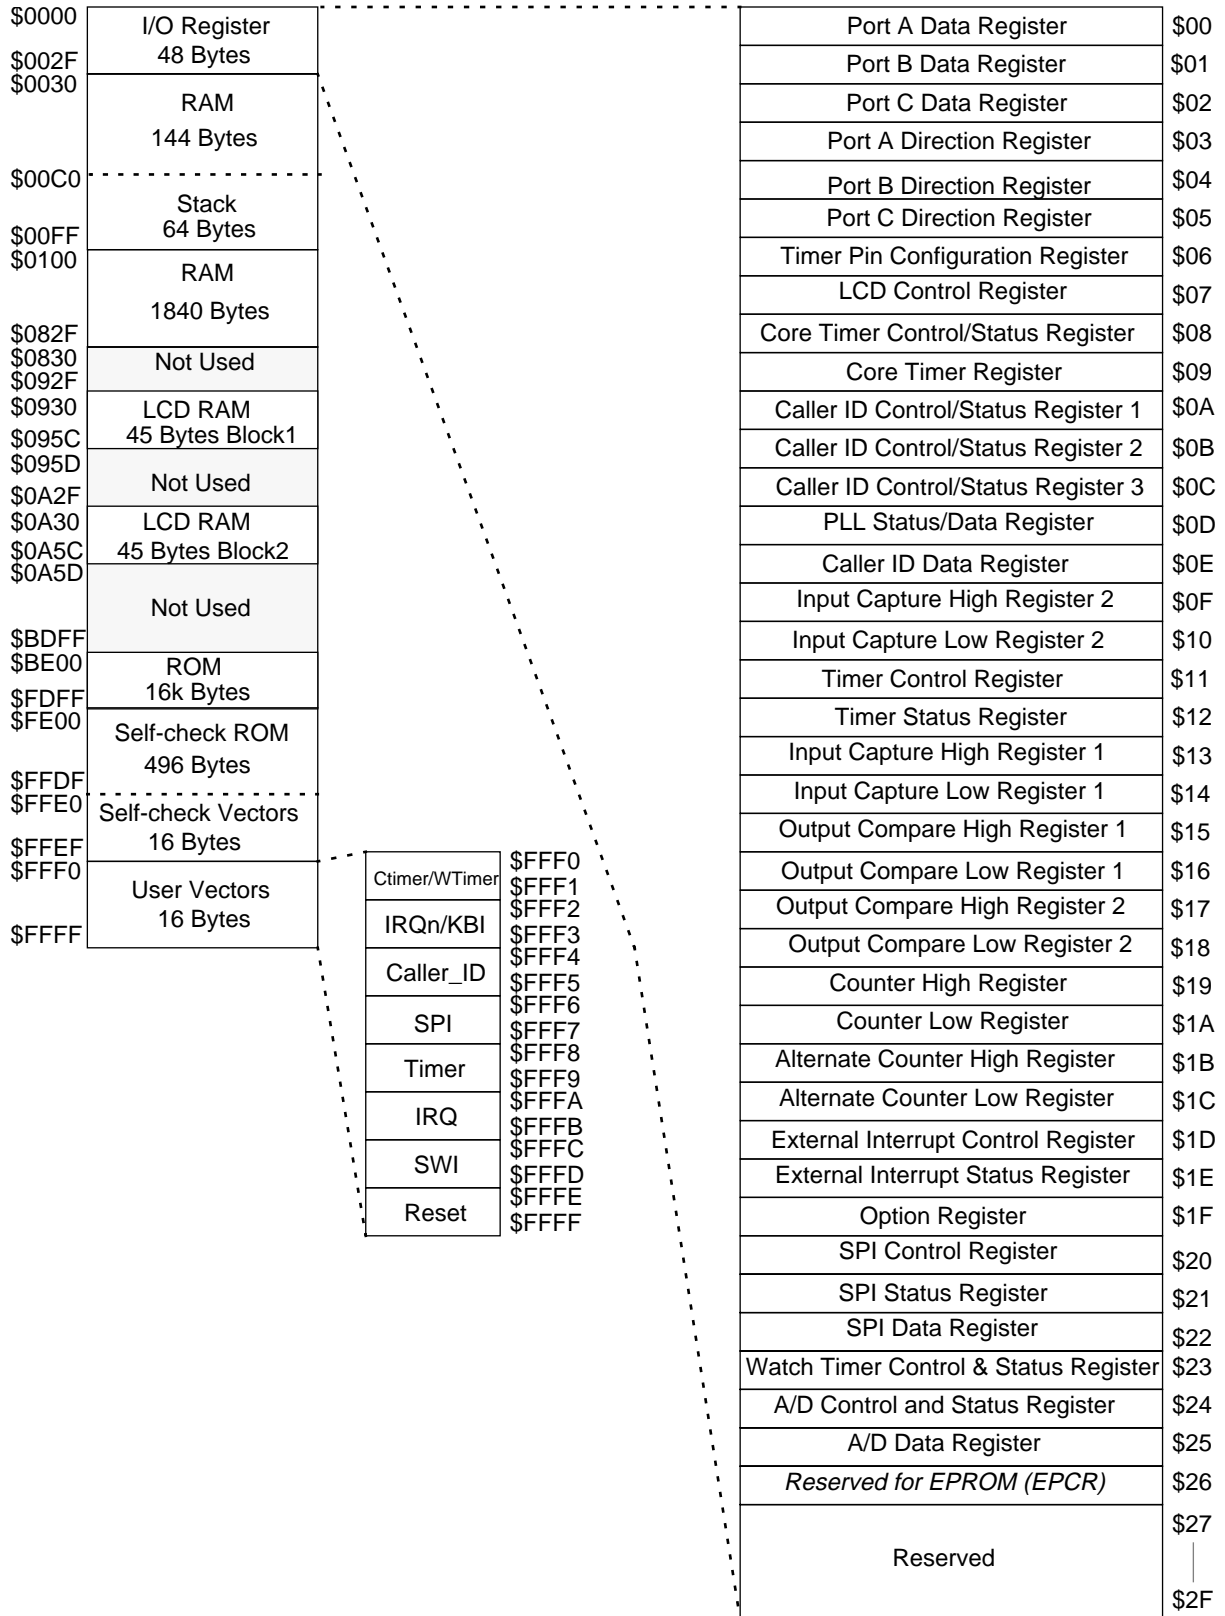 $0000
I/O Register
48 Bytes
$002F
$0030
RAM
144 Bytes
$00C0
Stack
64 Bytes
$00FF
$0100
RAM
1840 Bytes
$082F
$0830
Not Used
$092F
$0930
LCD RAM
45 Bytes Block1
$095C
$095D
Not Used
$0A2F
$0A30
LCD RAM
45 Bytes Block2
$0A5C
$0A5D
Not Used
$BDFF
$BE00
ROM
16k Bytes
$FDFF
$FE00
Self-check ROM
496 Bytes
$FFDF
$FFE0
Self-check Vectors
16 Bytes
$FFEF
$FFF0
User Vectors
16 Bytes
$FFFF
Ctimer/WTimer
$FFF0
$FFF1
IRQn/KBI
$FFF2
$FFF3
Caller_ID
$FFF4
$FFF5
SPI
$FFF6
$FFF7
Timer
$FFF8
$FFF9
IRQ
$FFFA
$FFFB
SWI
$FFFC
$FFFD
Reset
$FFFE
$FFFF
Port A Data Register $00
Port B Data Register $01
Port C Data Register $02
Port A Direction Register $03
Port B Direction Register $04
Port C Direction Register $05
Timer Pin Configuration Register $06
LCD Control Register $07
Core Timer Control/Status Register $08
Core Timer Register $09
Caller ID Control/Status Register 1 $0A
Caller ID Control/Status Register 2 $0B
Caller ID Control/Status Register 3 $0C
PLL Status/Data Register $0D
Caller ID Data Register $0E
Input Capture High Register 2 $0F
Input Capture Low Register 2 $10
Timer Control Register $11
Timer Status Register $12
Input Capture High Register 1 $13
Input Capture Low Register 1 $14
Output Compare High Register 1 $15
Output Compare Low Register 1 $16
Output Compare High Register 2 $17
Output Compare Low Register 2 $18
Counter High Register $19
Counter Low Register $1A
Alternate Counter High Register $1B
Alternate Counter Low Register $1C
External Interrupt Control Register $1D
External Interrupt Status Register $1E
Option Register $1F
SPI Control Register $20
SPI Status Register $21
SPI Data Register $22
Watch Timer Control & Status Register $23
A/D Control and Status Register $24
A/D Data Register $25
Reserved for EPROM (EPCR) $26
$27
Reserved
$2F